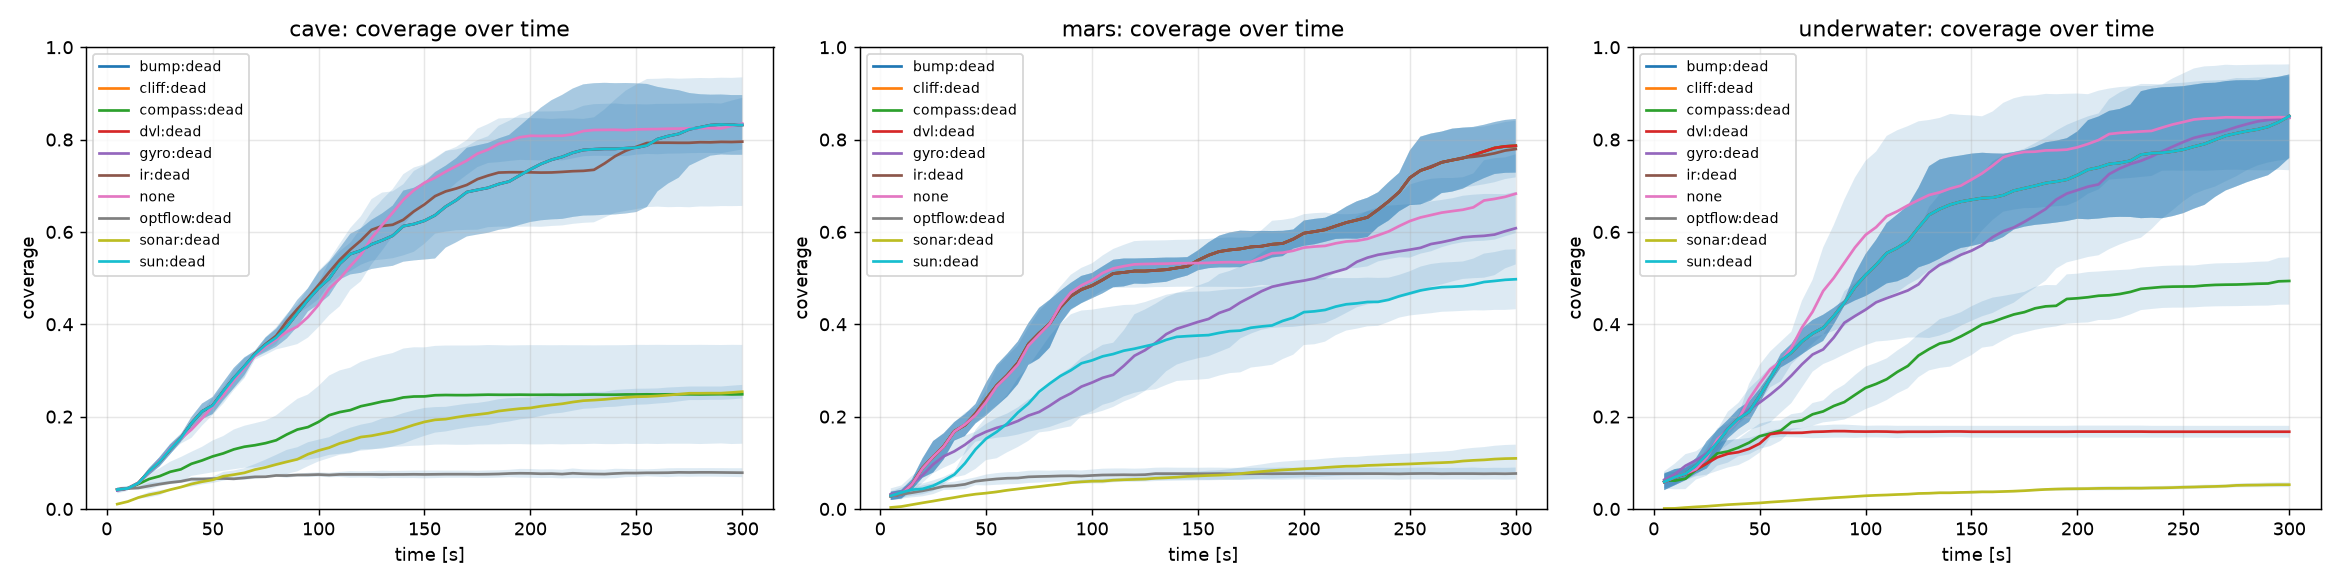 cave: coverage over time
1.0
0.8
0.6
0.4
0.2
0.0
coverage
bump:dead
cliff:dead
compass:dead
dvl:dead
gyro:dead
ir:dead
none
optflow:dead
sonar:dead
sun:dead
0 50 100 150 200 250 300
time [s]
mars: coverage over time
1.0
0.8
0.6
0.4
0.2
0.0
coverage
bump:dead
cliff:dead
compass:dead
dvl:dead
gyro:dead
ir:dead
none
optflow:dead
sonar:dead
sun:dead
0 50 100 150 200 250 300
time [s]
underwater: coverage over time
1.0
0.8
0.6
0.4
0.2
0.0
coverage
bump:dead
cliff:dead
compass:dead
dvl:dead
gyro:dead
ir:dead
none
optflow:dead
sonar:dead
sun:dead
0 50 100 150 200 250 300
time [s]